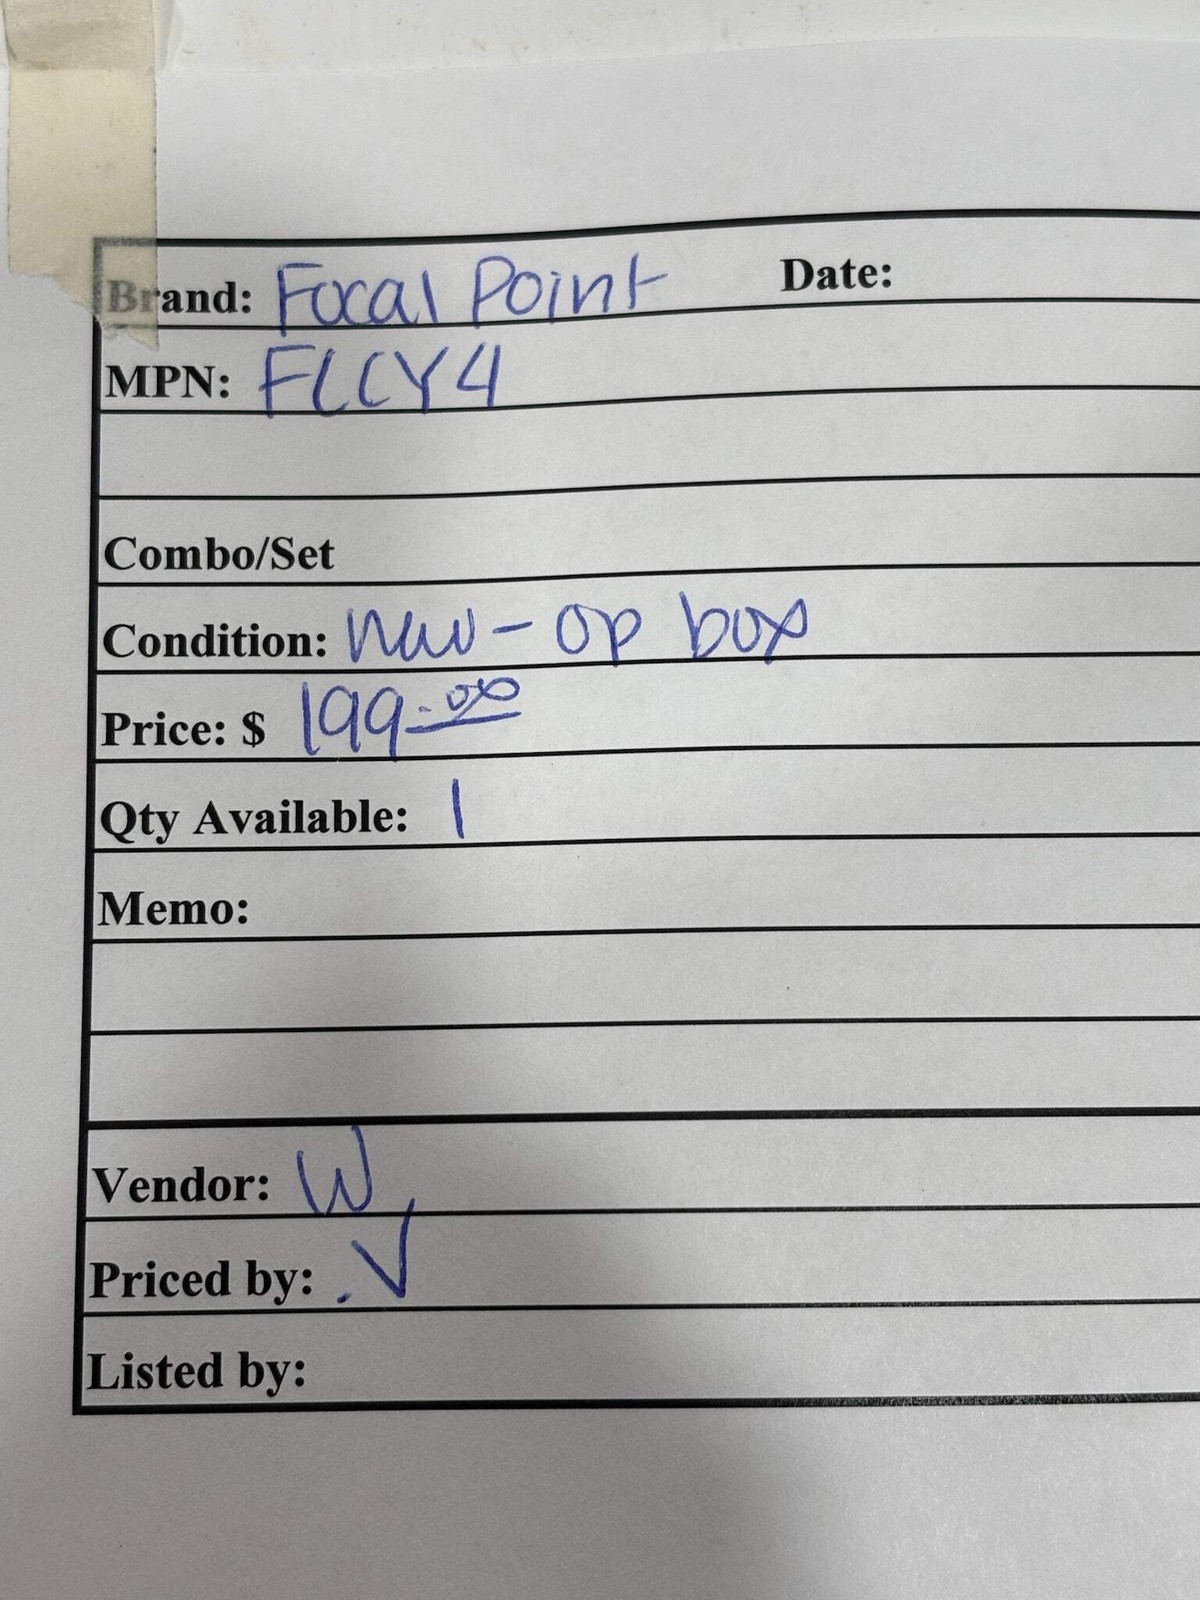 Brand: Focal Point Date:
MPN: FLCY4
Combo/Set
Condition: new - op box
Price: $ 199.00
Qty Available: 1
Memo:
Vendor: W
Priced by: .V
Listed by: